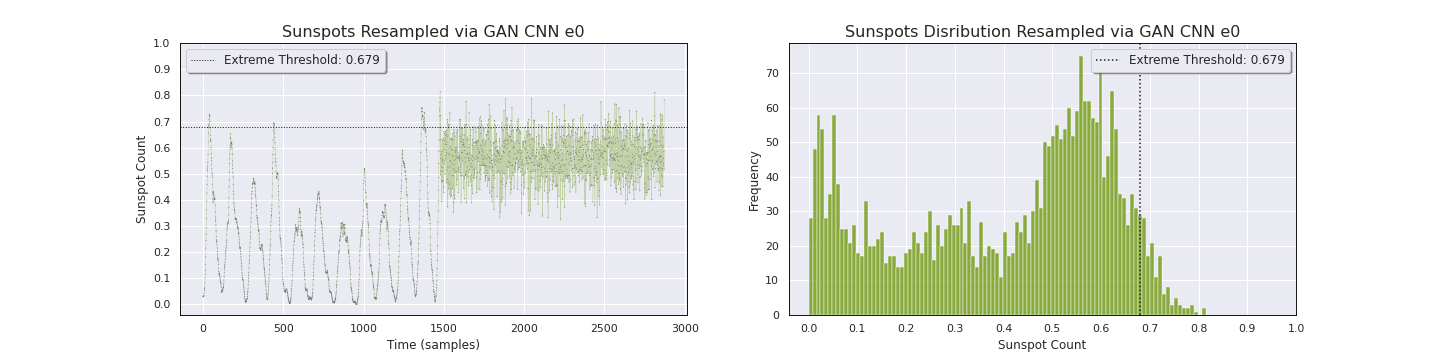 Sunspots Resampled via GAN CNN e0
Extreme Threshold: 0.679
1.0
0.9
0.8
0.7
0.6
0.5
0.4
0.3
0.2
0.1
0.0
Sunspot Count
0 500 1000 1500 2000 2500 3000
Time (samples)
Sunspots Disribution Resampled via GAN CNN e0
Extreme Threshold: 0.679
70
60
50
40
30
20
10
0
Frequency
0.0 0.1 0.2 0.3 0.4 0.5 0.6 0.7 0.8 0.9 1.0
Sunspot Count